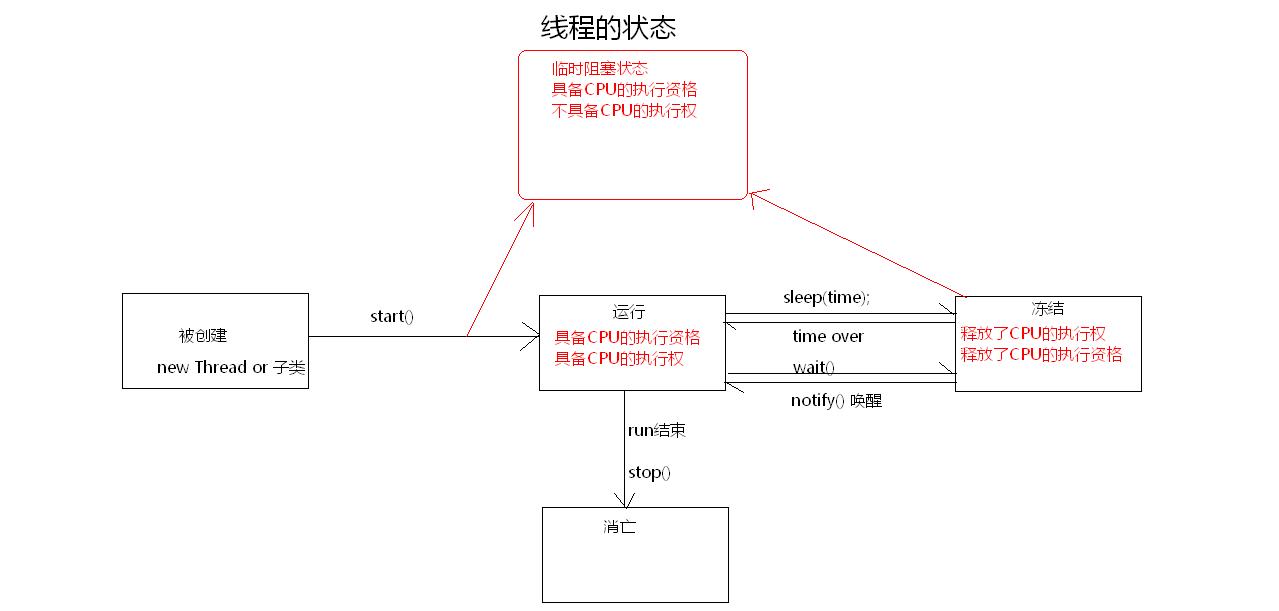 线程的状态
临时阻塞状态
具备CPU的执行资格
不具备CPU的执行权
被创建
new Thread or 子类
start()
运行
具备CPU的执行资格
具备CPU的执行权
sleep(time);
time over
wait()
notify() 唤醒
冻结
释放了CPU的执行权
释放了CPU的执行资格
run结束
stop()
消亡